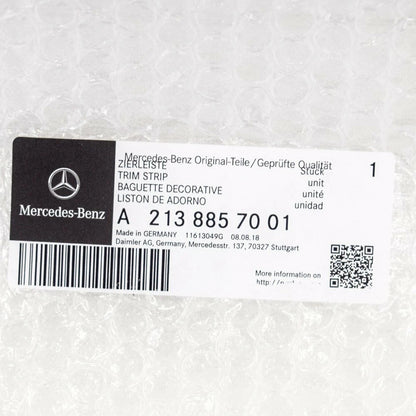 Mercedes-Benz Original-Teile/Geprüfte Qualität
ZIERLEISTE Stück 1
TRIM STRIP unit
BAGUETTE DECORATIVE unité
LISTON DE ADORNO unidad
Mercedes-Benz
A 213 885 70 01
Made in GERMANY 11613049G 08.08.18
Daimler AG, Germany, Mercedesstr. 137, 70327 Stuttgart
More information on